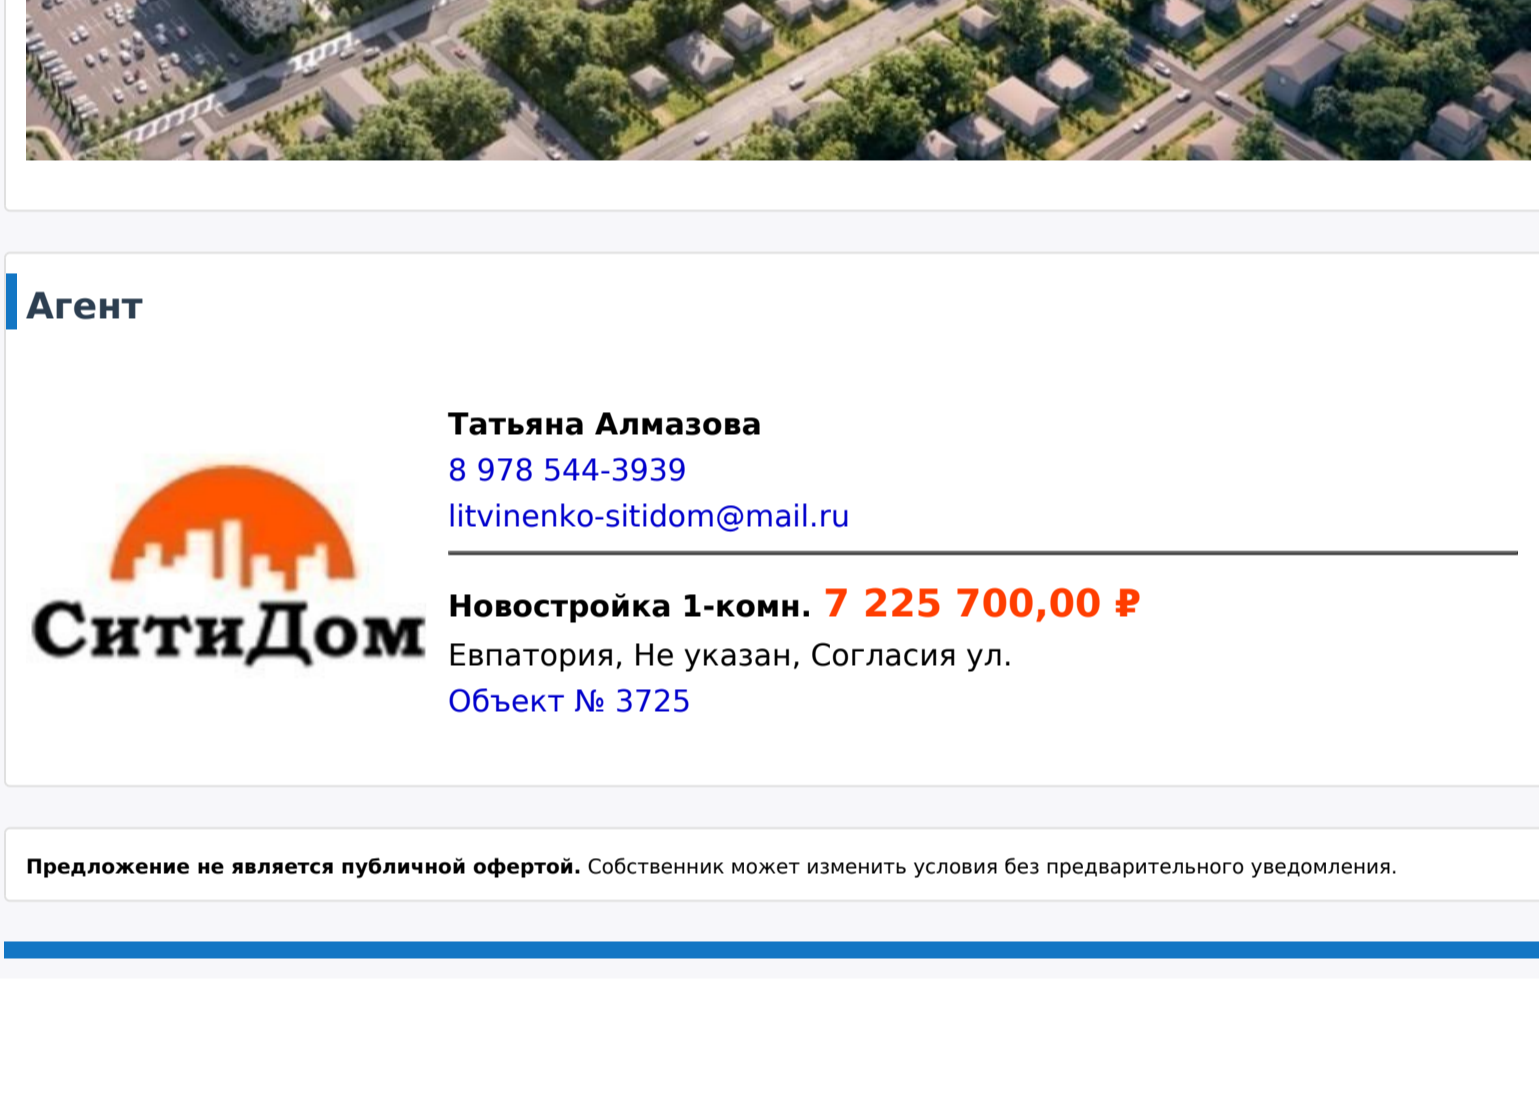 Агент
Татьяна Алмазова
8 978 544-3939
litvinenko-sitidom@mail.ru
СитиДом
Новостройка 1-комн. 7 225 700,00 ₽
Евпатория, Не указан, Согласия ул.
Объект № 3725
Предложение не является публичной офертой. Собственник может изменить условия без предварительного уведомления.